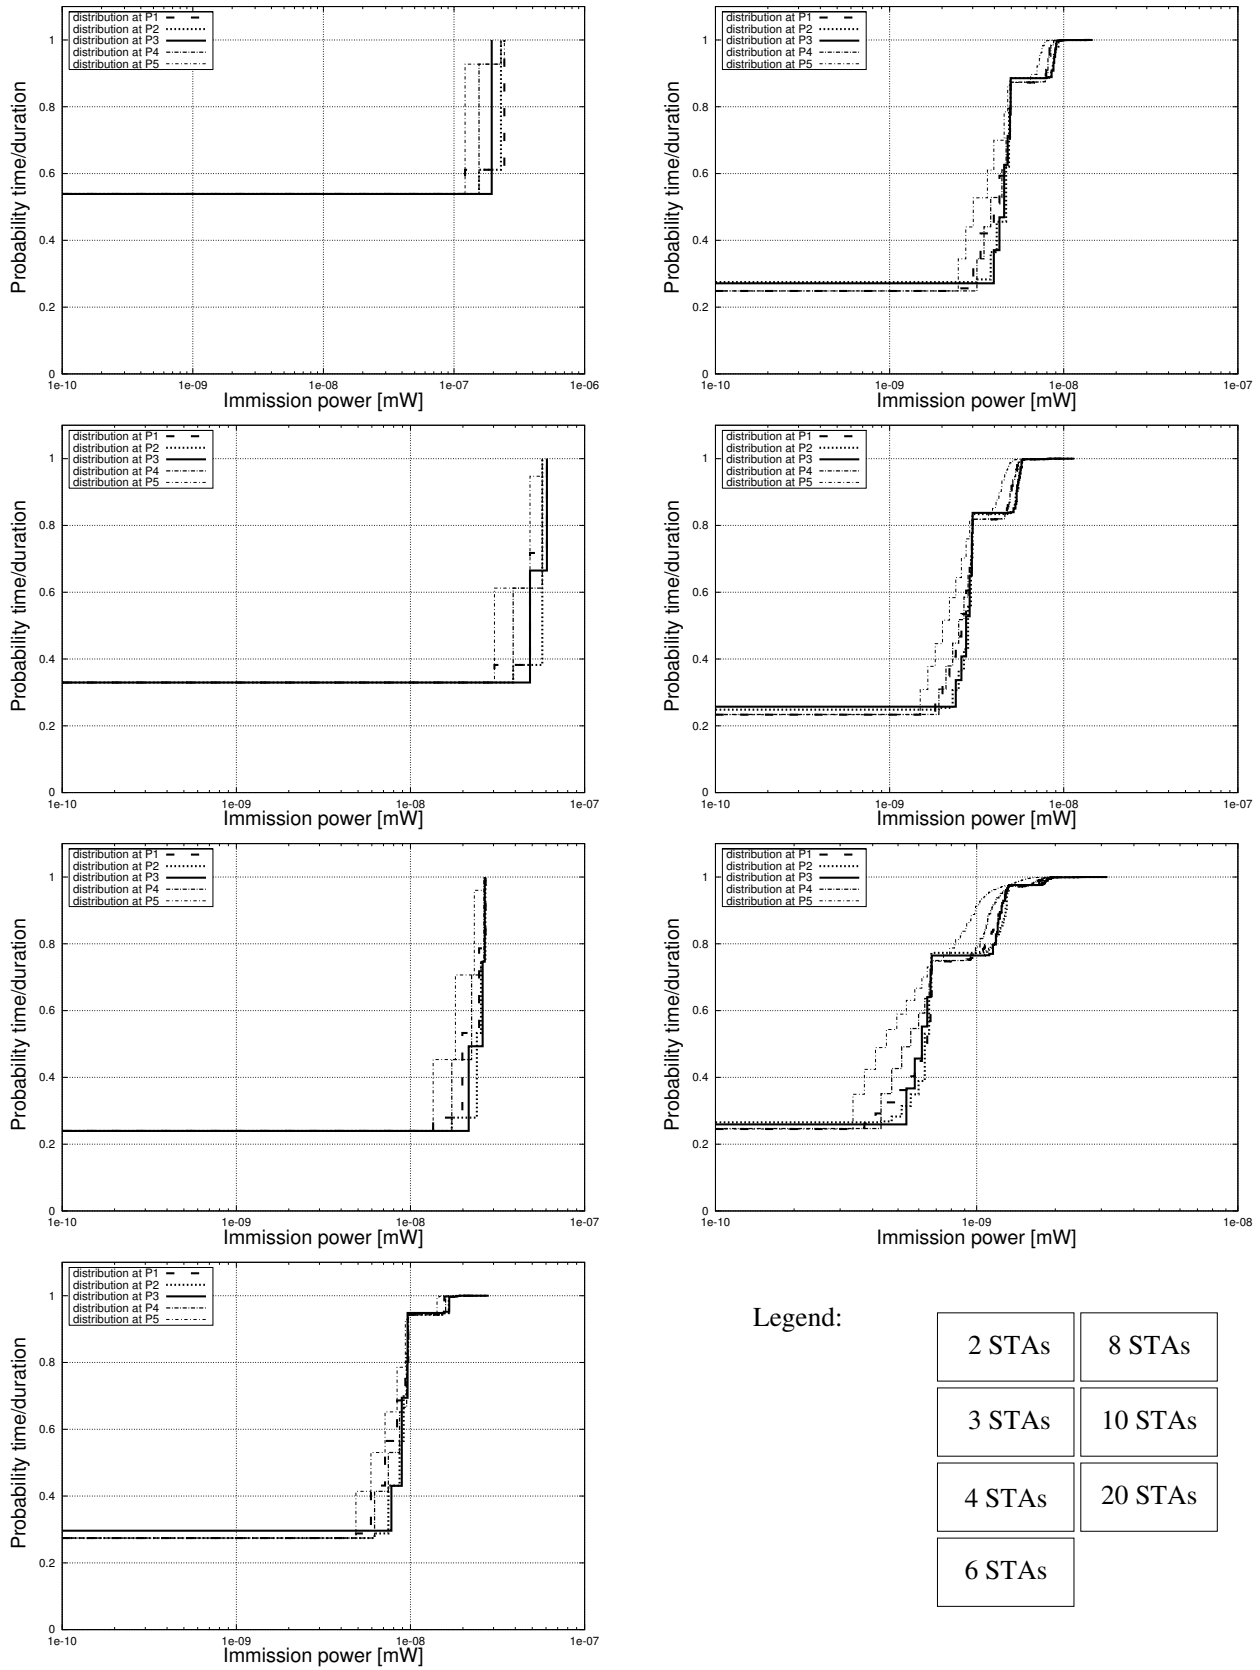 distribution at P1
distribution at P2
distribution at P3
distribution at P4
distribution at P5
1
0.8
0.6
0.4
0.2
0
1e-10 1e-09 1e-08 1e-07 1e-06
Probability time/duration
Immission power [mW]
distribution at P1
distribution at P2
distribution at P3
distribution at P4
distribution at P5
1
0.8
0.6
0.4
0.2
0
1e-10 1e-09 1e-08 1e-07
Probability time/duration
Immission power [mW]
distribution at P1
distribution at P2
distribution at P3
distribution at P4
distribution at P5
1
0.8
0.6
0.4
0.2
0
1e-10 1e-09 1e-08 1e-07
Probability time/duration
Immission power [mW]
distribution at P1
distribution at P2
distribution at P3
distribution at P4
distribution at P5
1
0.8
0.6
0.4
0.2
0
1e-10 1e-09 1e-08 1e-07
Probability time/duration
Immission power [mW]
distribution at P1
distribution at P2
distribution at P3
distribution at P4
distribution at P5
1
0.8
0.6
0.4
0.2
0
1e-10 1e-09 1e-08 1e-07
Probability time/duration
Immission power [mW]
distribution at P1
distribution at P2
distribution at P3
distribution at P4
distribution at P5
1
0.8
0.6
0.4
0.2
0
1e-10 1e-09 1e-08
Probability time/duration
Immission power [mW]
distribution at P1
distribution at P2
distribution at P3
distribution at P4
distribution at P5
1
0.8
0.6
0.4
0.2
0
1e-10 1e-09 1e-08 1e-07
Probability time/duration
Immission power [mW]
Legend:
2 STAs 8 STAs
3 STAs 10 STAs
4 STAs 20 STAs
6 STAs